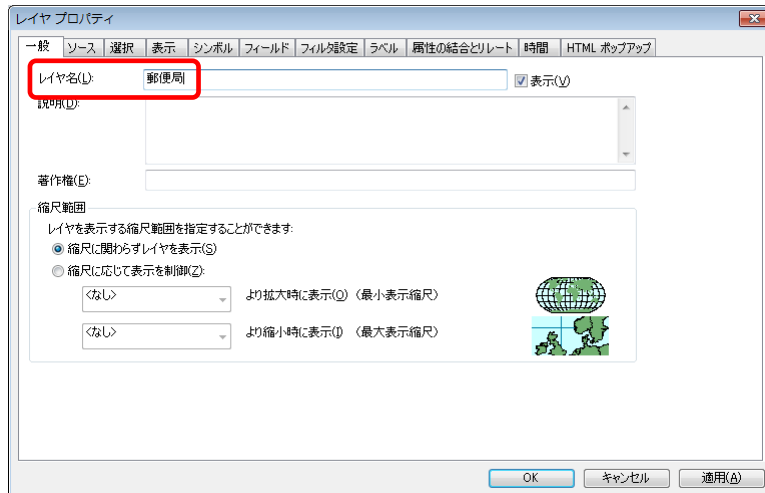 レイヤ プロパティ
一般 ソース 選択 表示 シンボル フィールド フィルタ設定 ラベル 属性の結合とリレート 時間 HTML ポップアップ
レイヤ名(L): 郵便局 表示(V)
説明(D):
著作権(E):
縮尺範囲
レイヤを表示する縮尺範囲を指定することができます:
縮尺に関わらずレイヤを表示(S)
縮尺に応じて表示を制御(Z):
<なし> より拡大時に表示(O) (最小表示縮尺)
<なし> より縮小時に表示(I) (最大表示縮尺)
OK キャンセル 適用(A)